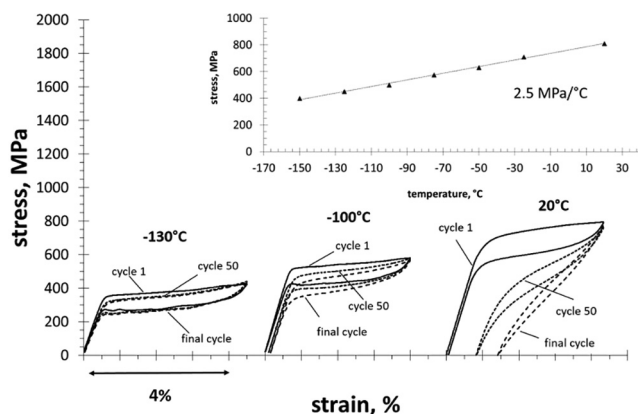 2000
1800
1600
1400
1200
1000
800
600
400
200
0
stress, MPa
1000
800
600
400
200
0
stress, MPa
2.5 MPa/°C
-170 -150 -130 -110 -90 -70 -50 -30 -10 10 30
temperature, °C
-130°C
-100°C
20°C
cycle 1
cycle 50
final cycle
cycle 1
cycle 50
final cycle
cycle 1
cycle 50
final cycle
4%
strain, %